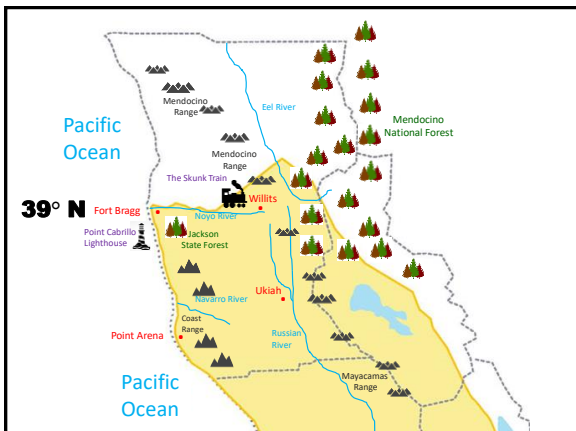 Mendocino
Range
Eel River
Mendocino
National Forest
Pacific
Ocean
Mendocino
Range
The Skunk Train
39° N
Fort Bragg
Willits
Noyo River
Point Cabrillo
Lighthouse
Jackson
State Forest
Navarro River
Ukiah
Coast
Range
Point Arena
Russian
River
Mayacamas
Range
Pacific
Ocean